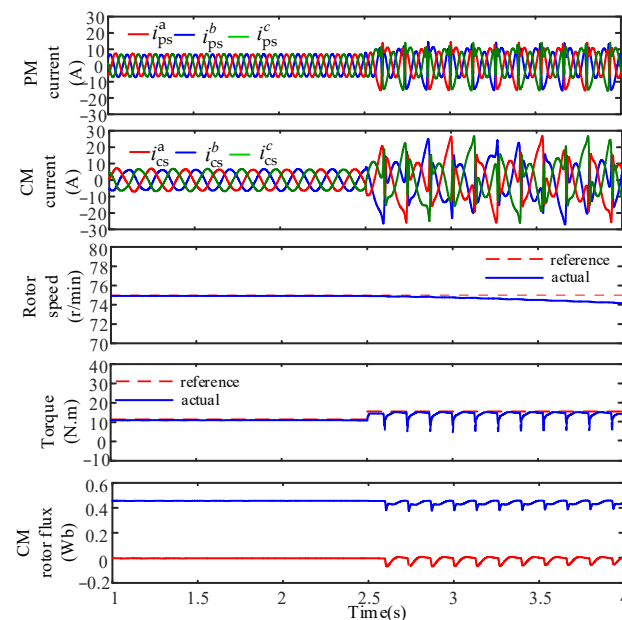 PM current (A)
30 20 10 0 −10 −20 −30
i_ps^a i_ps^b i_ps^c
CM current (A)
30 20 10 0 −10 −20 −30
i_cs^a i_cs^b i_cs^c
Rotor speed (r/min)
80 78 76 74 72 70
reference
actual
Torque (N.m)
40 30 20 10 0 −10
reference
actual
CM rotor flux (Wb)
0.6 0.4 0.2 0 −0.2
1 1.5 2 2.5 3 3.5 4
Time(s)